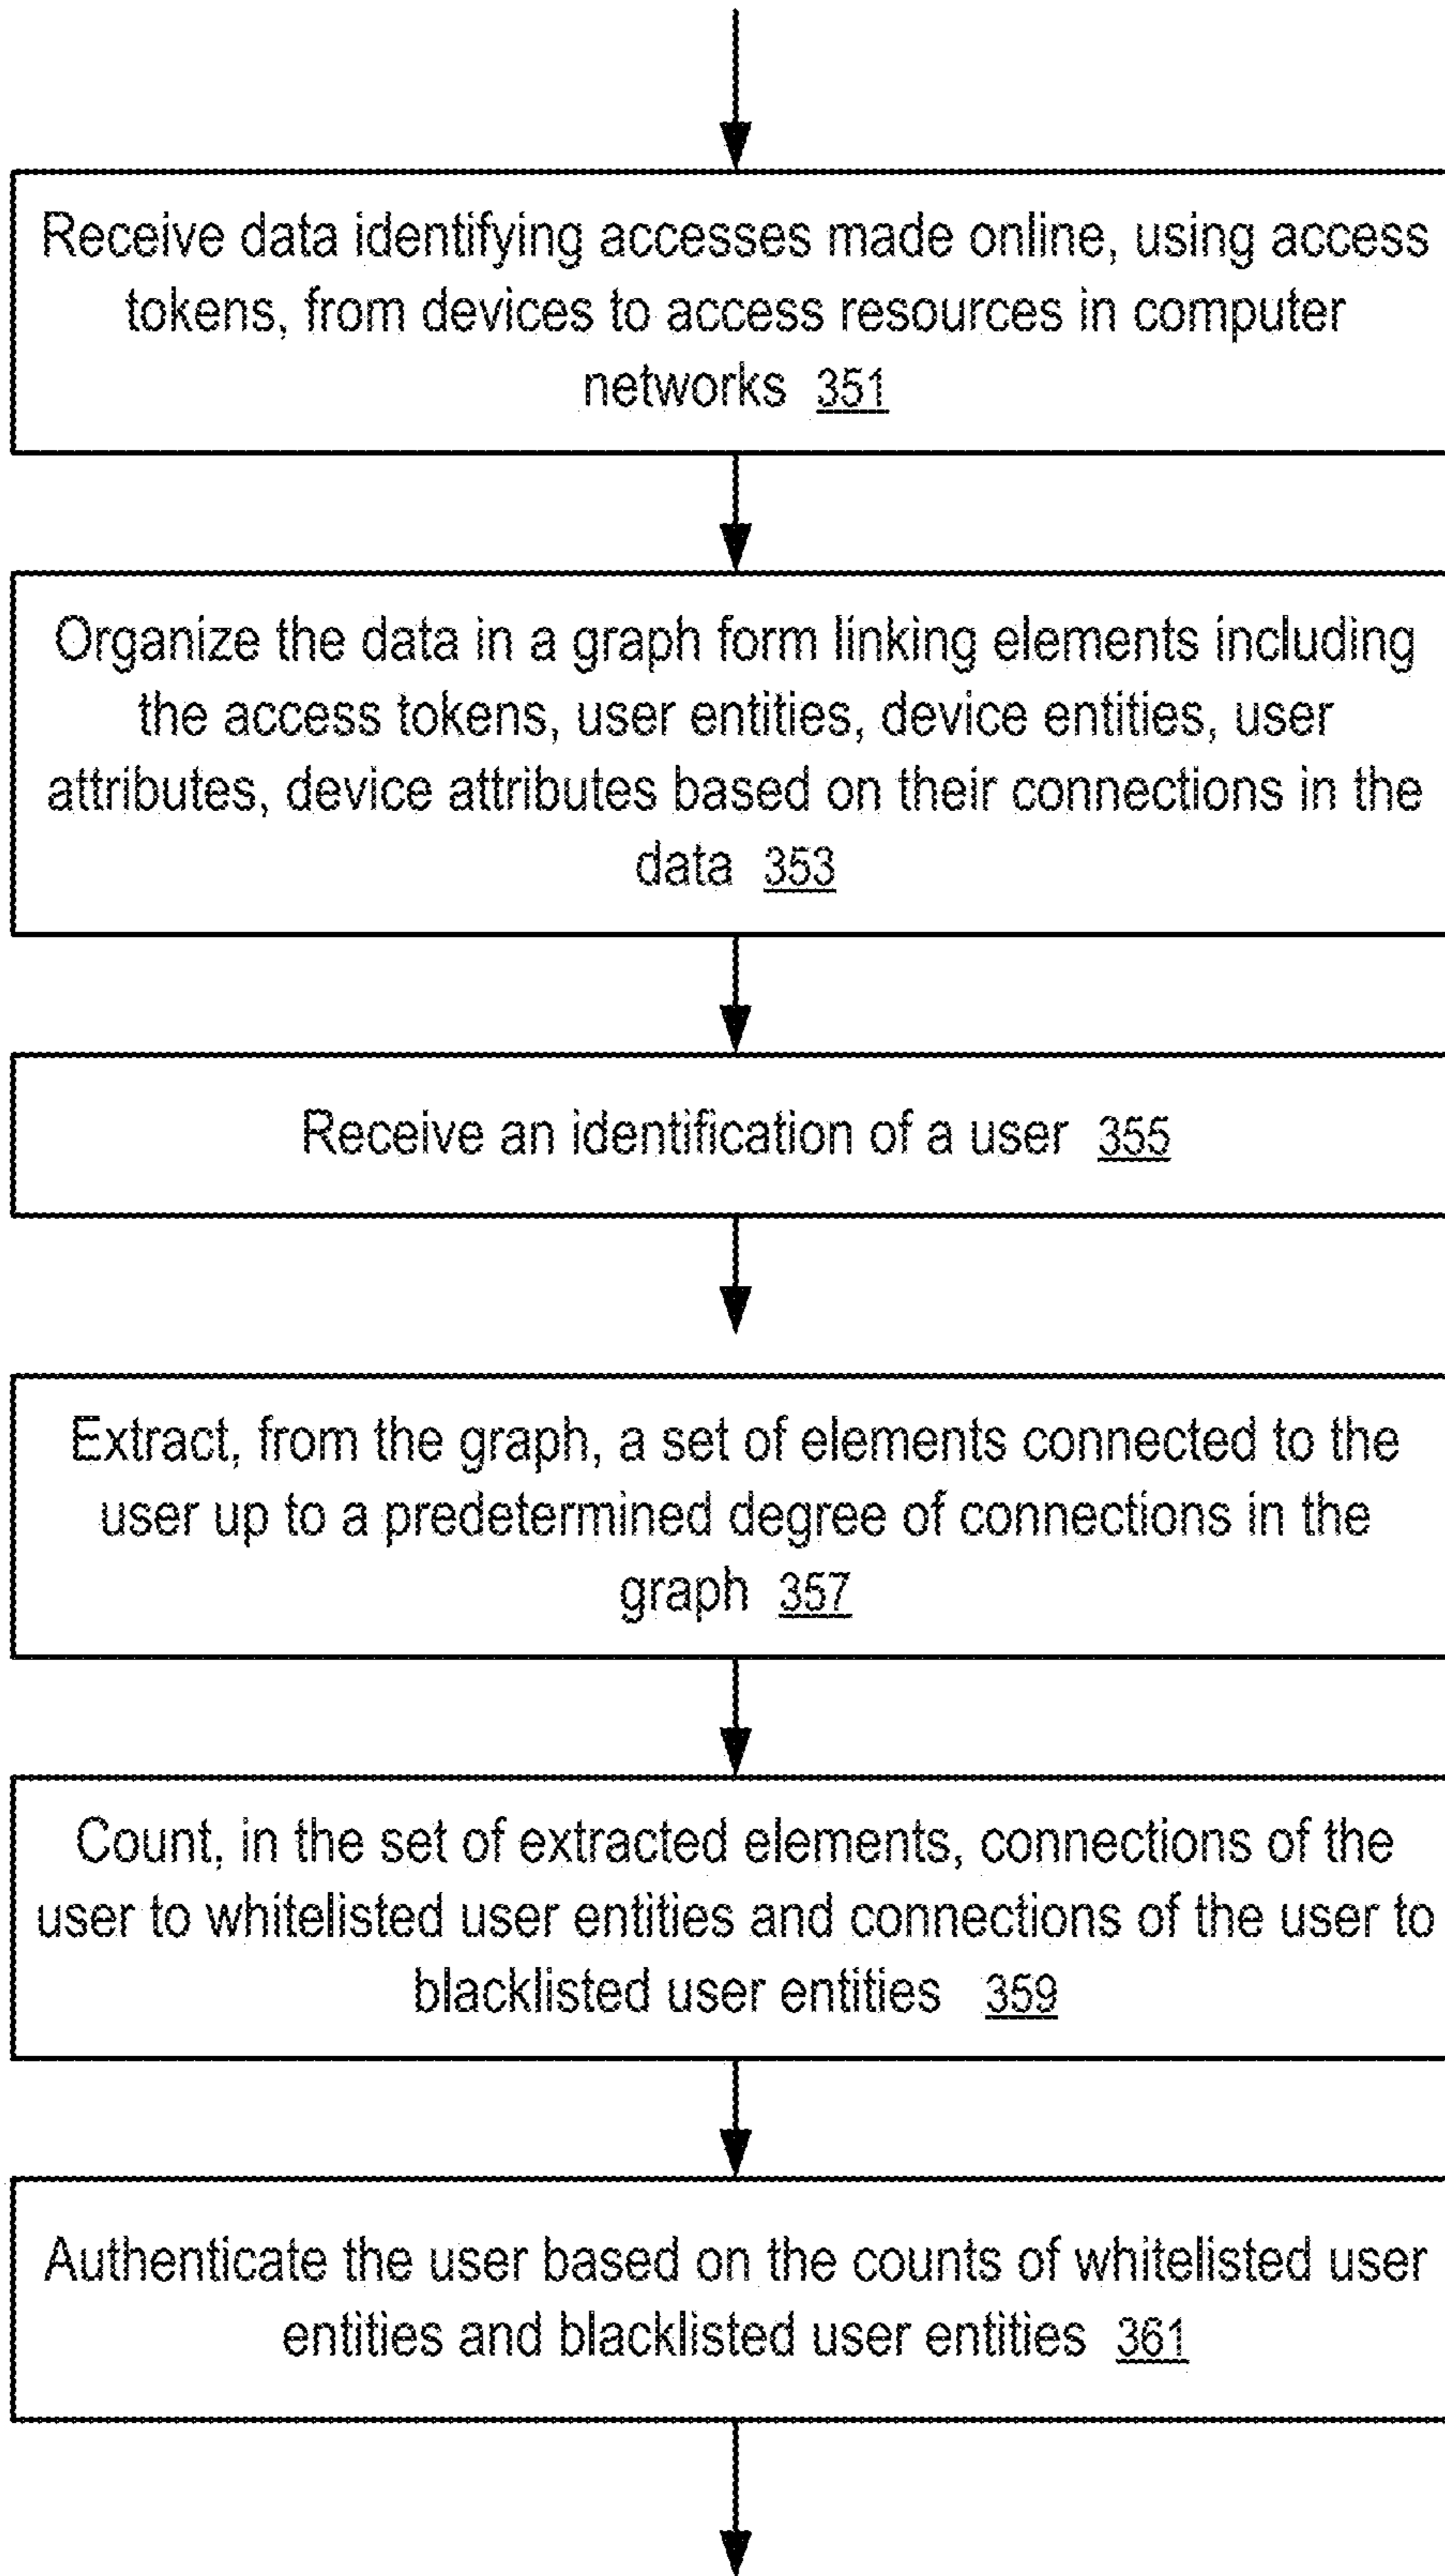 Receive data identifying accesses made online, using access
tokens, from devices to access resources in computer
networks 351
Organize the data in a graph form linking elements including
the access tokens, user entities, device entities, user
attributes, device attributes based on their connections in the
data 353
Receive an identification of a user 355
Extract, from the graph, a set of elements connected to the
user up to a predetermined degree of connections in the
graph 357
Count, in the set of extracted elements, connections of the
user to whitelisted user entities and connections of the user to
blacklisted user entities 359
Authenticate the user based on the counts of whitelisted user
entities and blacklisted user entities 361